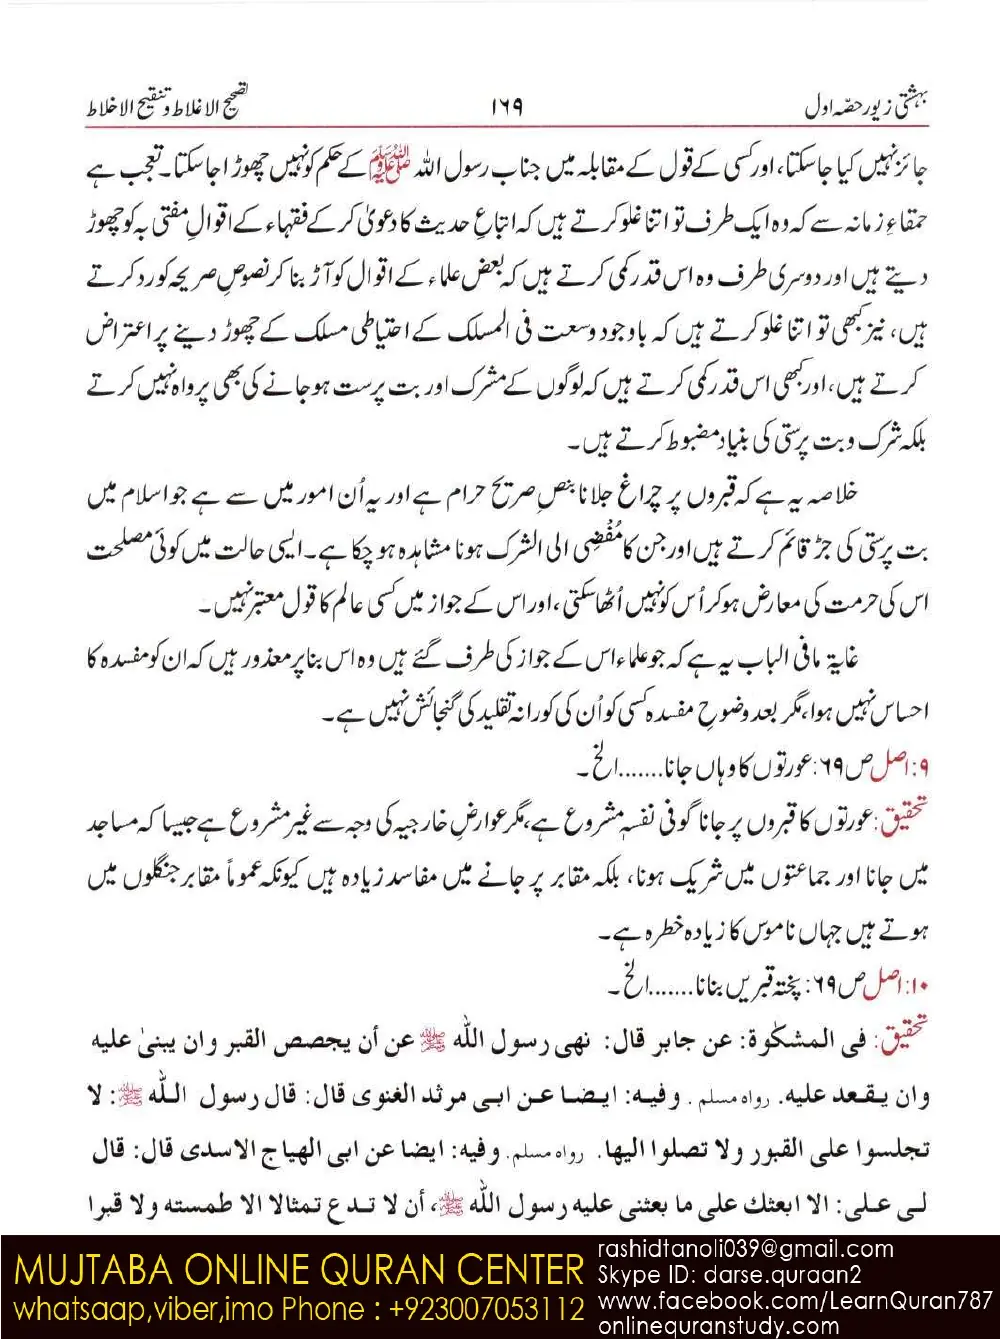 بہشتی زیور حصّہ اول ۱۶۹ تصحیح الاغلاط وتنقیح الاخلاط
جائز نہیں کیا جاسکتا، اور کسی کے قول کے مقابلہ میں جناب رسول اللہ ﷺ کے حکم کو نہیں چھوڑا جاسکتا۔ تعجب ہے
حمقاءِ زمانہ سے کہ وہ ایک طرف تو اتنا غلو کرتے ہیں کہ اتباعِ حدیث کا دعویٰ کرکے فقہاء کے اقوالِ مفتی بہ کو چھوڑ
دیتے ہیں اور دوسری طرف وہ اس قدر کمی کرتے ہیں کہ بعض علماء کے اقوال کو آڑ بنا کر نصوصِ صریحہ کو رد کرتے
ہیں، نیز کبھی تو اتنا غلو کرتے ہیں کہ باوجود وسعت فی المسلک کے احتیاطی مسلک کے چھوڑ دینے پر اعتراض
کرتے ہیں، اور کبھی اس قدر کمی کرتے ہیں کہ لوگوں کے مشرک اور بت پرست ہو جانے کی بھی پرواہ نہیں کرتے
بلکہ شرک و بت پرستی کی بنیاد مضبوط کرتے ہیں۔
خلاصہ یہ ہے کہ قبروں پر چراغ جلانا بنصِ صریح حرام ہے اور یہ اُن امور میں سے ہے جو اسلام میں
بت پرستی کی جڑ قائم کرتے ہیں اور جن کا مُفْضِی الی الشرک ہونا مشاہدہ ہو چکا ہے۔ ایسی حالت میں کوئی مصلحت
اس کی حرمت کی معارض ہوکر اُس کو نہیں اُٹھا سکتی، اور اس کے جواز میں کسی عالم کا قول معتبر نہیں۔
غایۃ مافی الباب یہ ہے کہ جو علماء اس کے جواز کی طرف گئے ہیں وہ اس بنا پر معذور ہیں کہ ان کو مفسدہ کا
احساس نہیں ہوا، مگر بعد وضوحِ مفسدہ کسی کو اُن کی کورانہ تقلید کی گنجائش نہیں ہے۔
۹: اصل ص ۶۹: عورتوں کا وہاں جانا.......الخ۔
تحقیق: عورتوں کا قبروں پر جانا گو فی نفسہٖ مشروع ہے، مگر عوارضِ خارجیہ کی وجہ سے غیر مشروع ہے جیسا کہ مساجد
میں جانا اور جماعتوں میں شریک ہونا، بلکہ مقابر پر جانے میں مفاسد زیادہ ہیں کیونکہ عموماً مقابر جنگلوں میں
ہوتے ہیں جہاں ناموس کا زیادہ خطرہ ہے۔
۱۰: اصل ص ۶۹: پختہ قبریں بنانا.......الخ۔
تحقیق: فی المشکوۃ: عن جابر قال: نهى رسول الله ﷺ عن أن يجصص القبر وان يبنىٰ عليه
وان يقعد عليه. رواه مسلم. وفيه: ايضا عن ابى مرثد الغنوى قال: قال رسول الله ﷺ: لا
تجلسوا على القبور ولا تصلوا اليها. رواه مسلم. وفيه: ايضا عن ابى الهياج الاسدى قال: قال
لى على: الا ابعثك على ما بعثنى عليه رسول الله ﷺ، أن لا تدع تمثالا الا طمسته ولا قبرا
MUJTABA ONLINE QURAN CENTER
whatsaap,viber,imo Phone : +923007053112
rashidtanoli039@gmail.com
Skype ID: darse.quraan2
www.facebook.com/LearnQuran787
onlinequranstudy.com